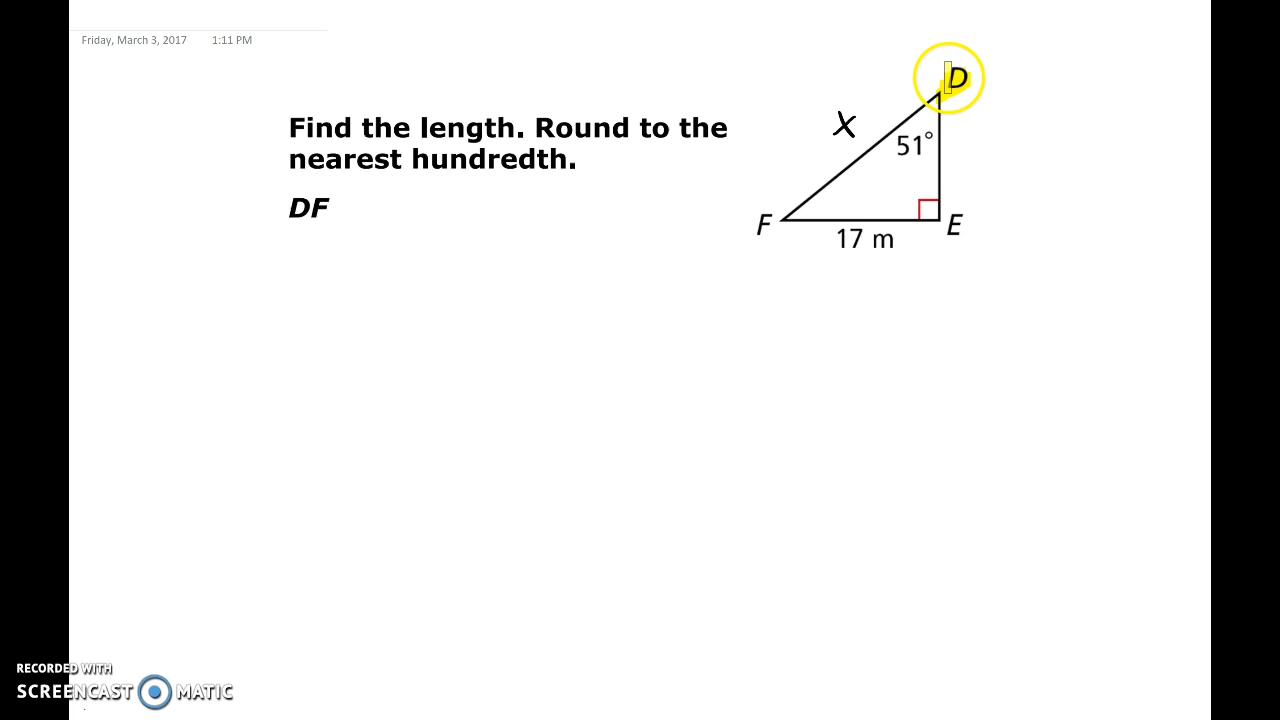 Friday, March 3, 2017 1:11 PM
D
Find the length. Round to the
nearest hundredth.
X
51°
DF
F
E
17 m
RECORDED WITH
SCREENCAST MATIC